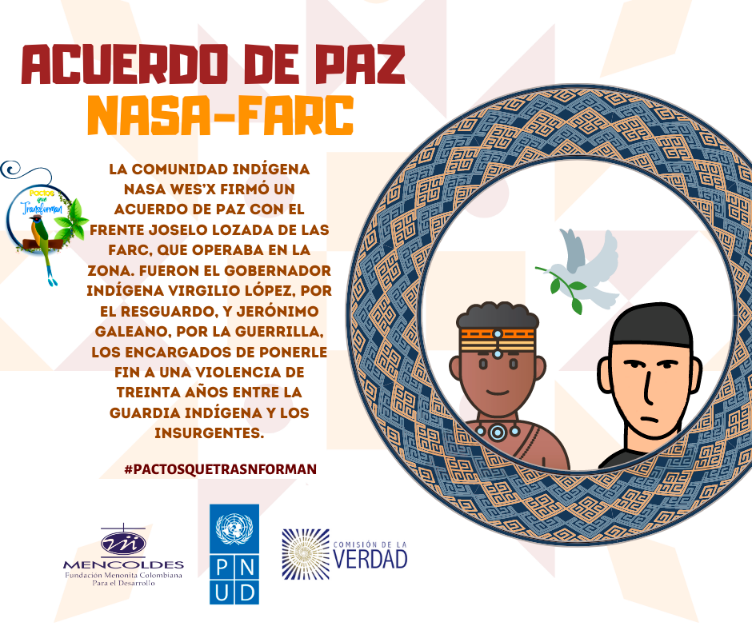 ACUERDO DE PAZ
NASA-FARC
LA COMUNIDAD INDÍGENA
NASA WES'X FIRMÓ UN
ACUERDO DE PAZ CON EL
FRENTE JOSELO LOZADA DE LAS
FARC, QUE OPERABA EN LA
ZONA. FUERON EL GOBERNADOR
INDÍGENA VIRGILIO LÓPEZ, POR
EL RESGUARDO, Y JERÓNIMO
GALEANO, POR LA GUERRILLA,
LOS ENCARGADOS DE PONERLE
FIN A UNA VIOLENCIA DE
TREINTA AÑOS ENTRE LA
GUARDIA INDÍGENA Y LOS
INSURGENTES.
#PACTOSQUETRASNFORMAN
Pactos
que
Transforman
MENCOLDES
Fundación Menonita Colombiana
Para el Desarrollo
P N
U D
COMISIÓN DE LA
VERDAD